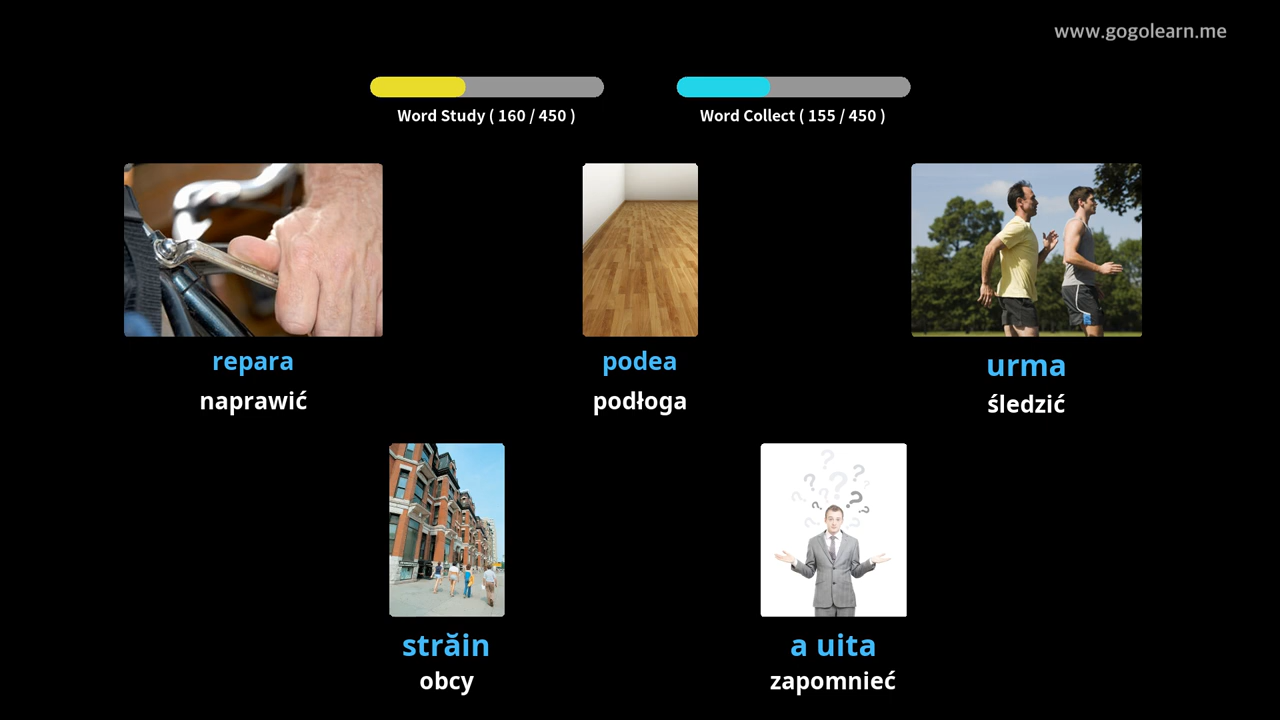 www.gogolearn.me
Word Study ( 160 / 450 )
Word Collect ( 155 / 450 )
repara
naprawić
podea
podłoga
urma
śledzić
străin
obcy
a uita
zapomnieć